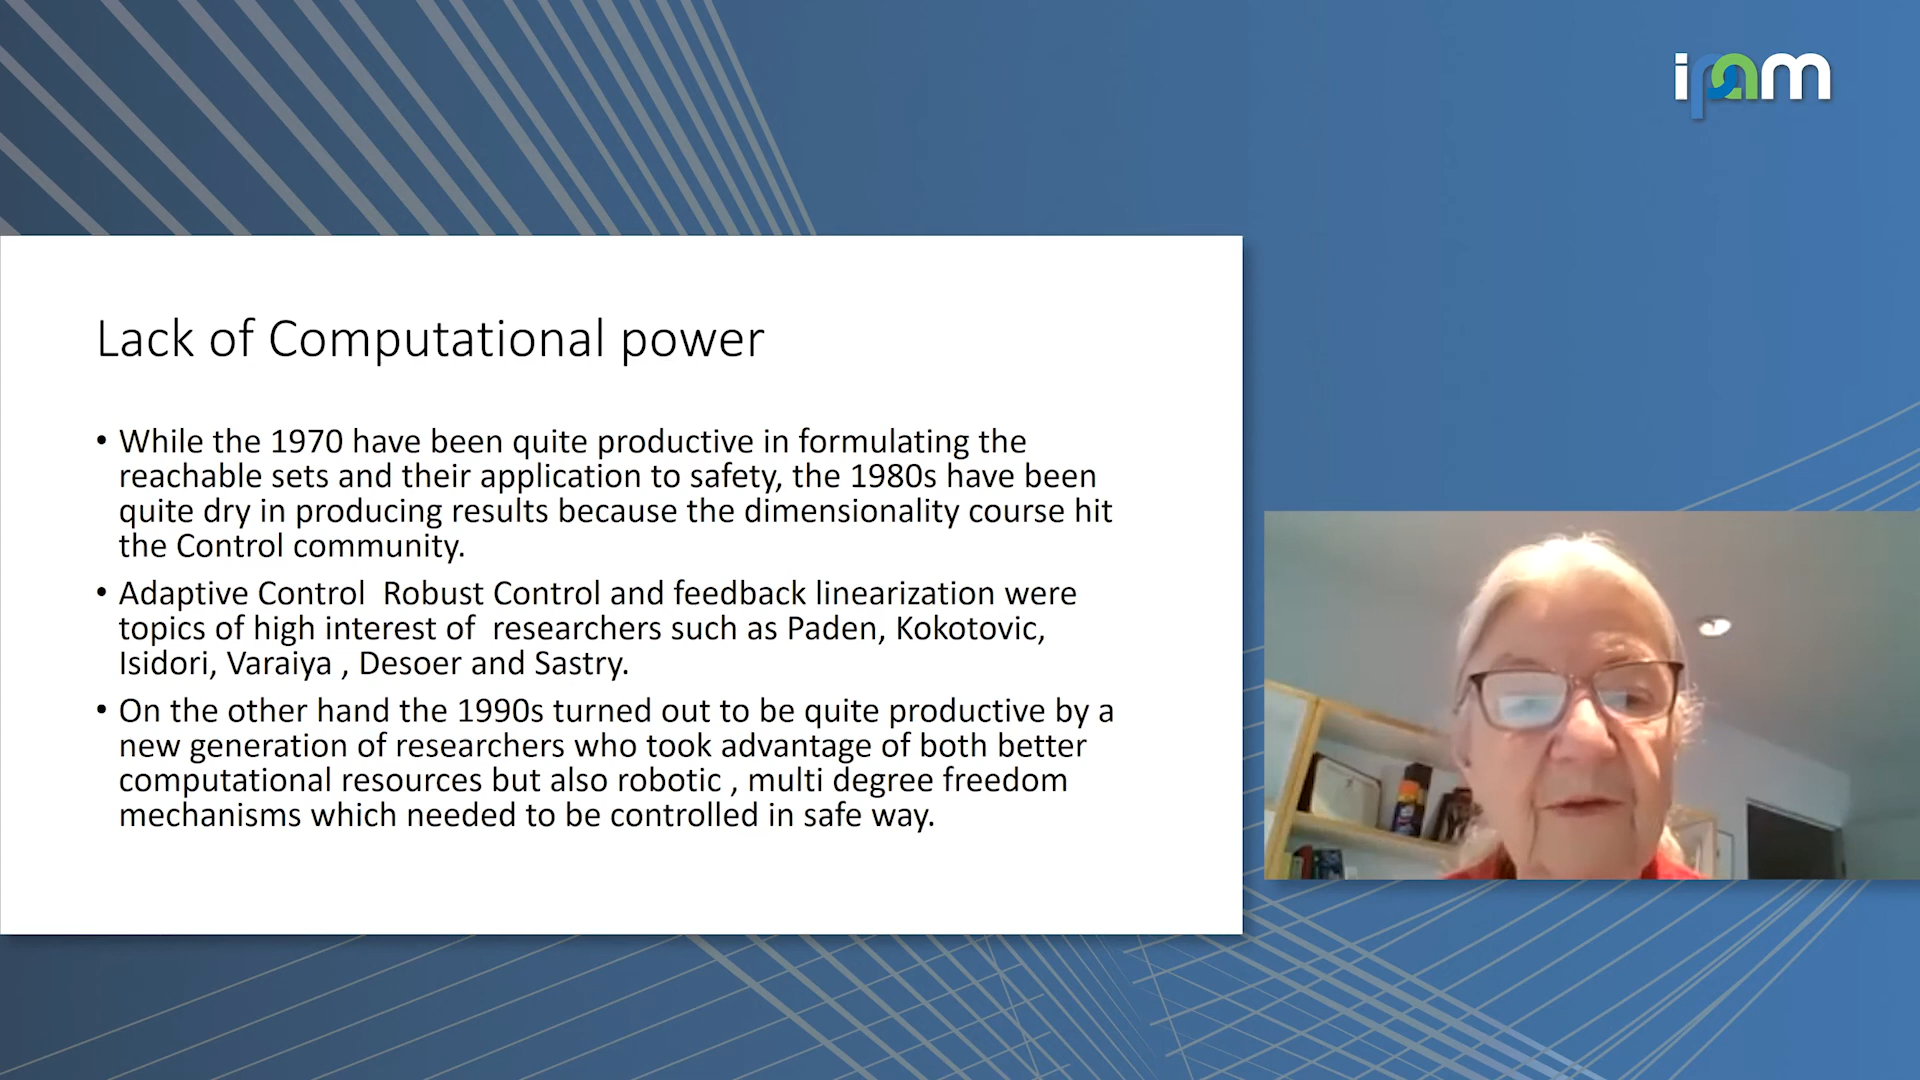 ipam
Lack of Computational power
• While the 1970 have been quite productive in formulating the
reachable sets and their application to safety, the 1980s have been
quite dry in producing results because the dimensionality course hit
the Control community.
• Adaptive Control  Robust Control and feedback linearization were
topics of high interest of  researchers such as Paden, Kokotovic,
Isidori, Varaiya , Desoer and Sastry.
• On the other hand the 1990s turned out to be quite productive by a
new generation of researchers who took advantage of both better
computational resources but also robotic , multi degree freedom
mechanisms which needed to be controlled in safe way.